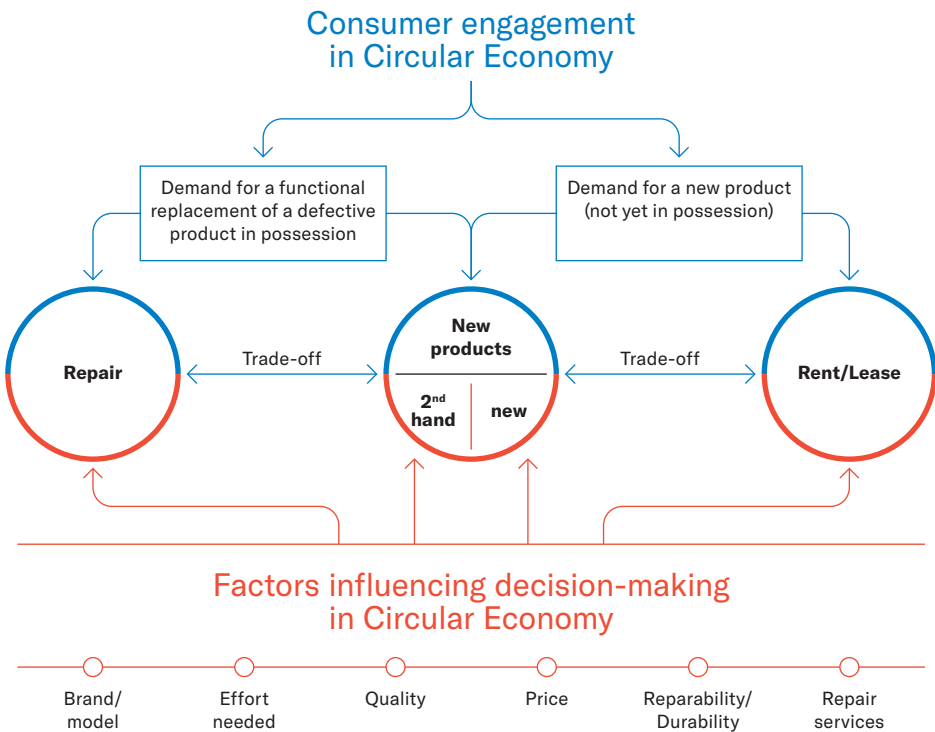 Consumer engagement
in Circular Economy
Demand for a functional
replacement of a defective
product in possession
Demand for a new product
(not yet in possession)
Repair
Trade-off
New
products
2nd
hand
new
Trade-off
Rent/Lease
Factors influencing decision-making
in Circular Economy
Brand/
model
Effort
needed
Quality
Price
Reparability/
Durability
Repair
services